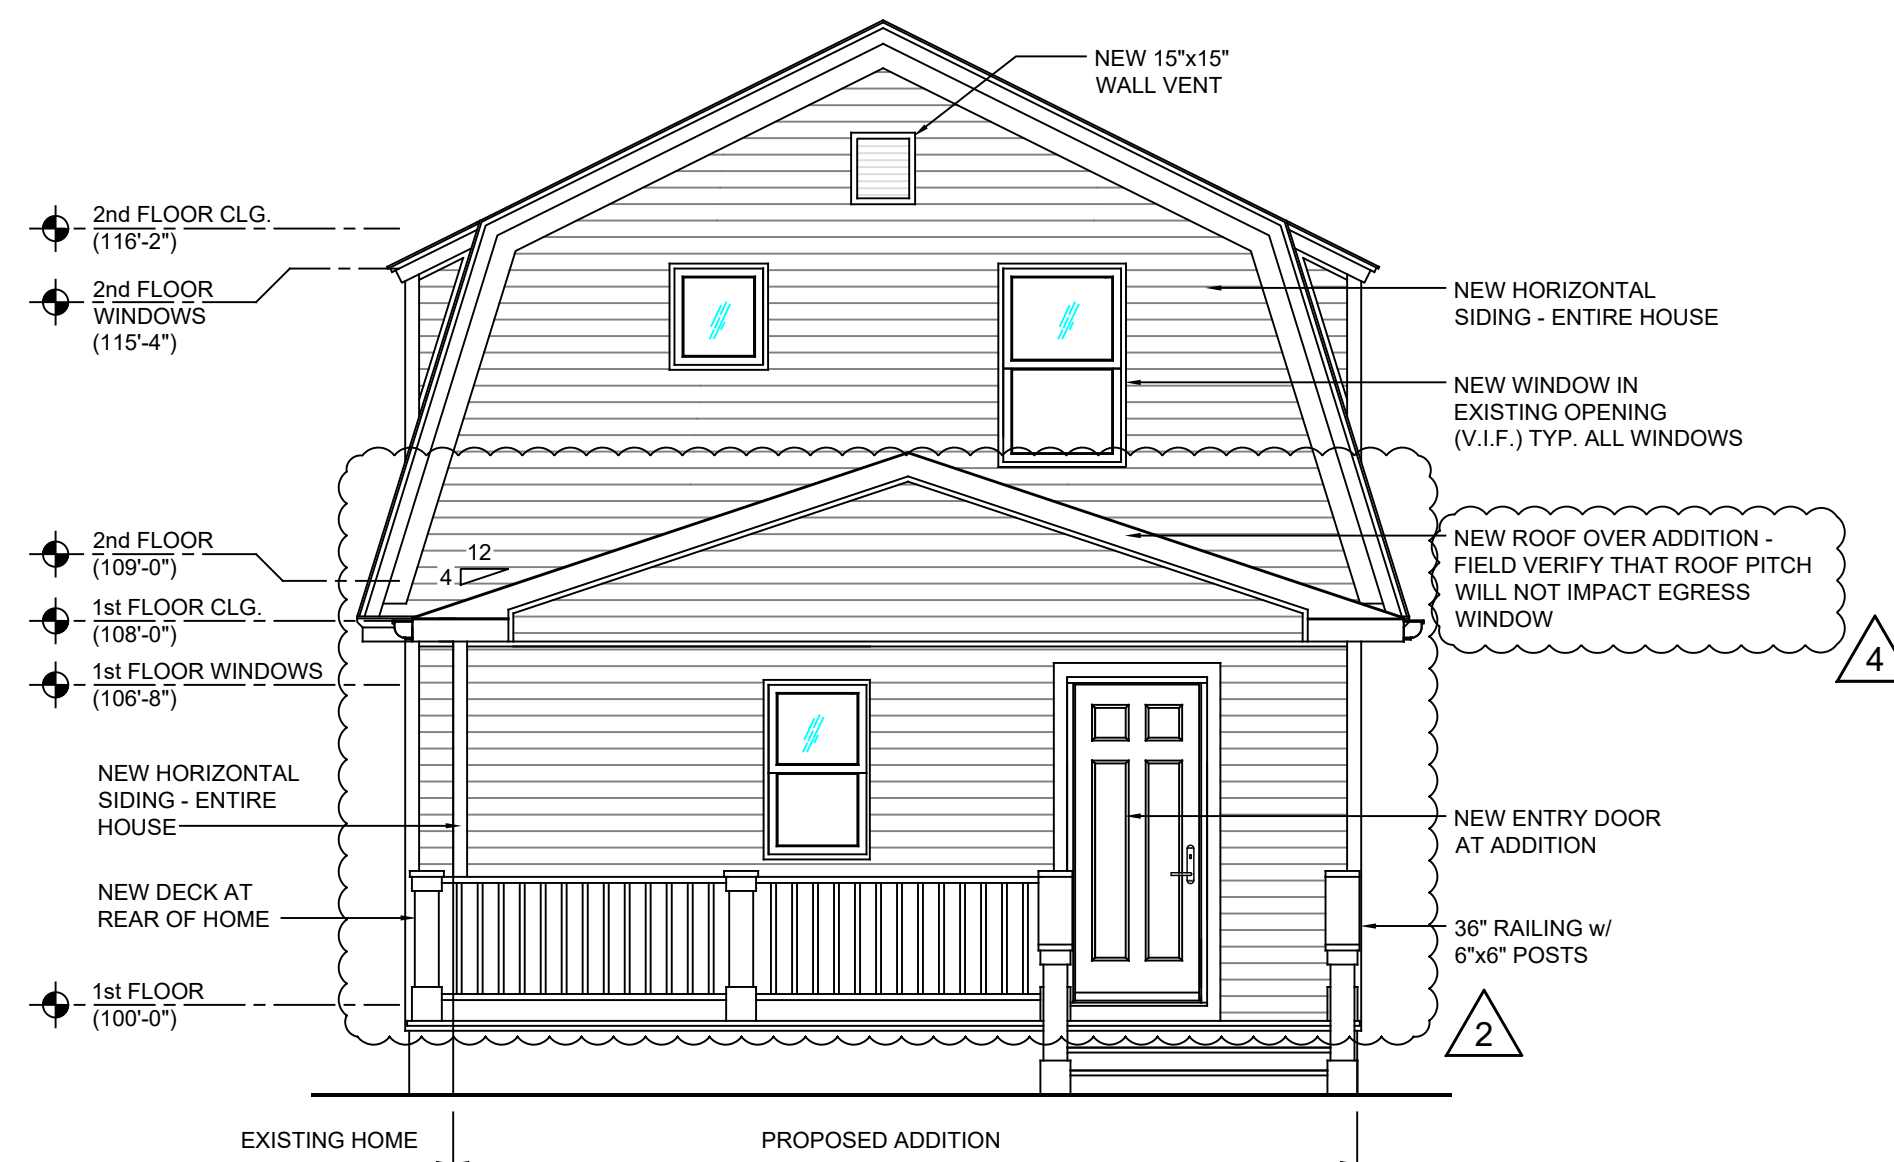 NEW 15"x15"
WALL VENT
2nd FLOOR CLG.
(116'-2")
2nd FLOOR
WINDOWS
(115'-4")
NEW HORIZONTAL
SIDING - ENTIRE HOUSE
NEW WINDOW IN
EXISTING OPENING
(V.I.F.) TYP. ALL WINDOWS
2nd FLOOR
(109'-0")
12
4
NEW ROOF OVER ADDITION -
FIELD VERIFY THAT ROOF PITCH
WILL NOT IMPACT EGRESS
WINDOW
4
1st FLOOR CLG.
(108'-0")
1st FLOOR WINDOWS
(106'-8")
NEW HORIZONTAL
SIDING - ENTIRE
HOUSE
NEW ENTRY DOOR
AT ADDITION
NEW DECK AT
REAR OF HOME
36" RAILING w/
6"x6" POSTS
1st FLOOR
(100'-0")
2
EXISTING HOME
PROPOSED ADDITION